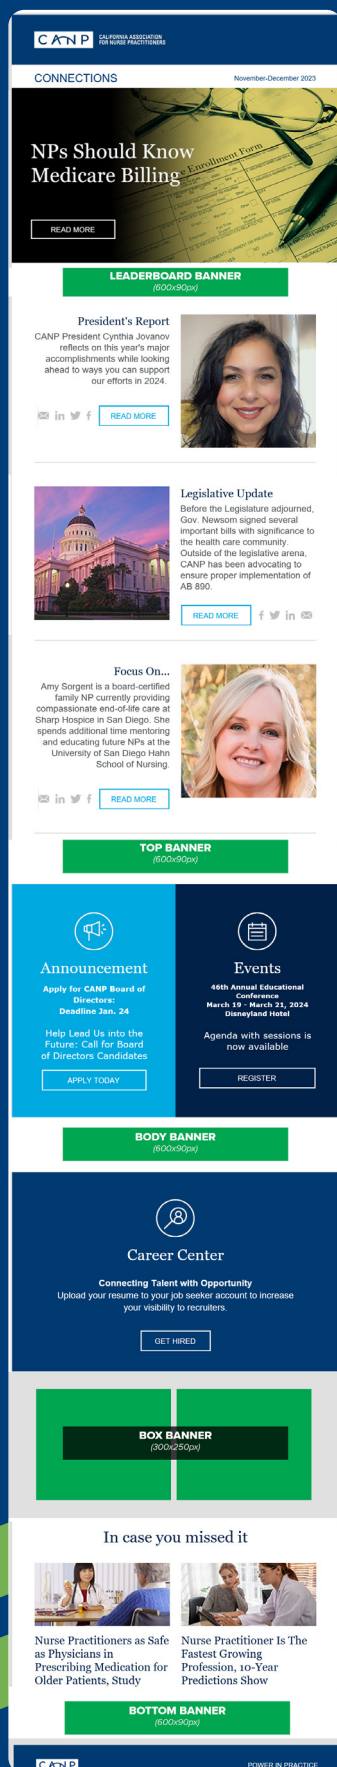 CANP CALIFORNIA ASSOCIATION
FOR NURSE PRACTITIONERS
CONNECTIONS
November-December 2023
Enrollment Form
NPs Should Know
Medicare Billing
READ MORE
LEADERBOARD BANNER
(600x90px)
President's Report
CANP President Cynthia Jovanov
reflects on this year's major
accomplishments while looking
ahead to ways you can support
our efforts in 2024.
in f READ MORE
Legislative Update
Before the Legislature adjourned,
Gov. Newsom signed several
important bills with significance to
the health care community.
Outside of the legislative arena,
CANP has been advocating to
ensure proper implementation of
AB 890.
READ MORE f in
Focus On...
Amy Sorgent is a board-certified
family NP currently providing
compassionate end-of-life care at
Sharp Hospice in San Diego. She
spends additional time mentoring
and educating future NPs at the
University of San Diego Hahn
School of Nursing.
in f READ MORE
TOP BANNER
(600x90px)
Announcement
Apply for CANP Board of
Directors:
Deadline Jan. 24
Help Lead Us into the
Future: Call for Board
of Directors Candidates
APPLY TODAY
Events
46th Annual Educational
Conference
March 19 - March 21, 2024
Disneyland Hotel
Agenda with sessions is
now available
REGISTER
BODY BANNER
(600x90px)
Career Center
Connecting Talent with Opportunity
Upload your resume to your job seeker account to increase
your visibility to recruiters.
GET HIRED
BOX BANNER
(300x250px)
In case you missed it
Nurse Practitioners as Safe
as Physicians in
Prescribing Medication for
Older Patients, Study
Nurse Practitioner Is The
Fastest Growing
Profession, 10-Year
Predictions Show
BOTTOM BANNER
(600x90px)
CANP
POWER IN PRACTICE